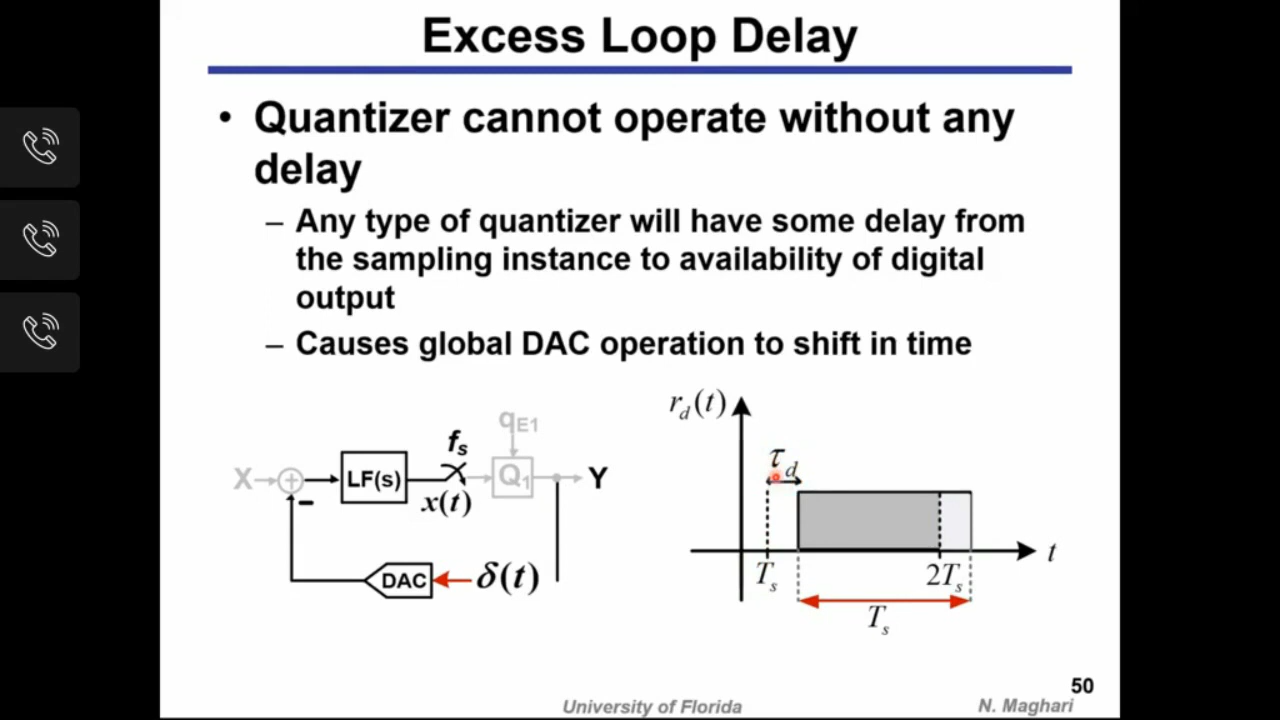 Excess Loop Delay
• Quantizer cannot operate without any
delay
– Any type of quantizer will have some delay from
the sampling instance to availability of digital
output
– Causes global DAC operation to shift in time
qE1
fs
X
+
LF(s)
Q1
Y
x(t)
−
DAC
δ(t)
rd(t)
τd
t
Ts
2Ts
Ts
50
University of Florida
N. Maghari